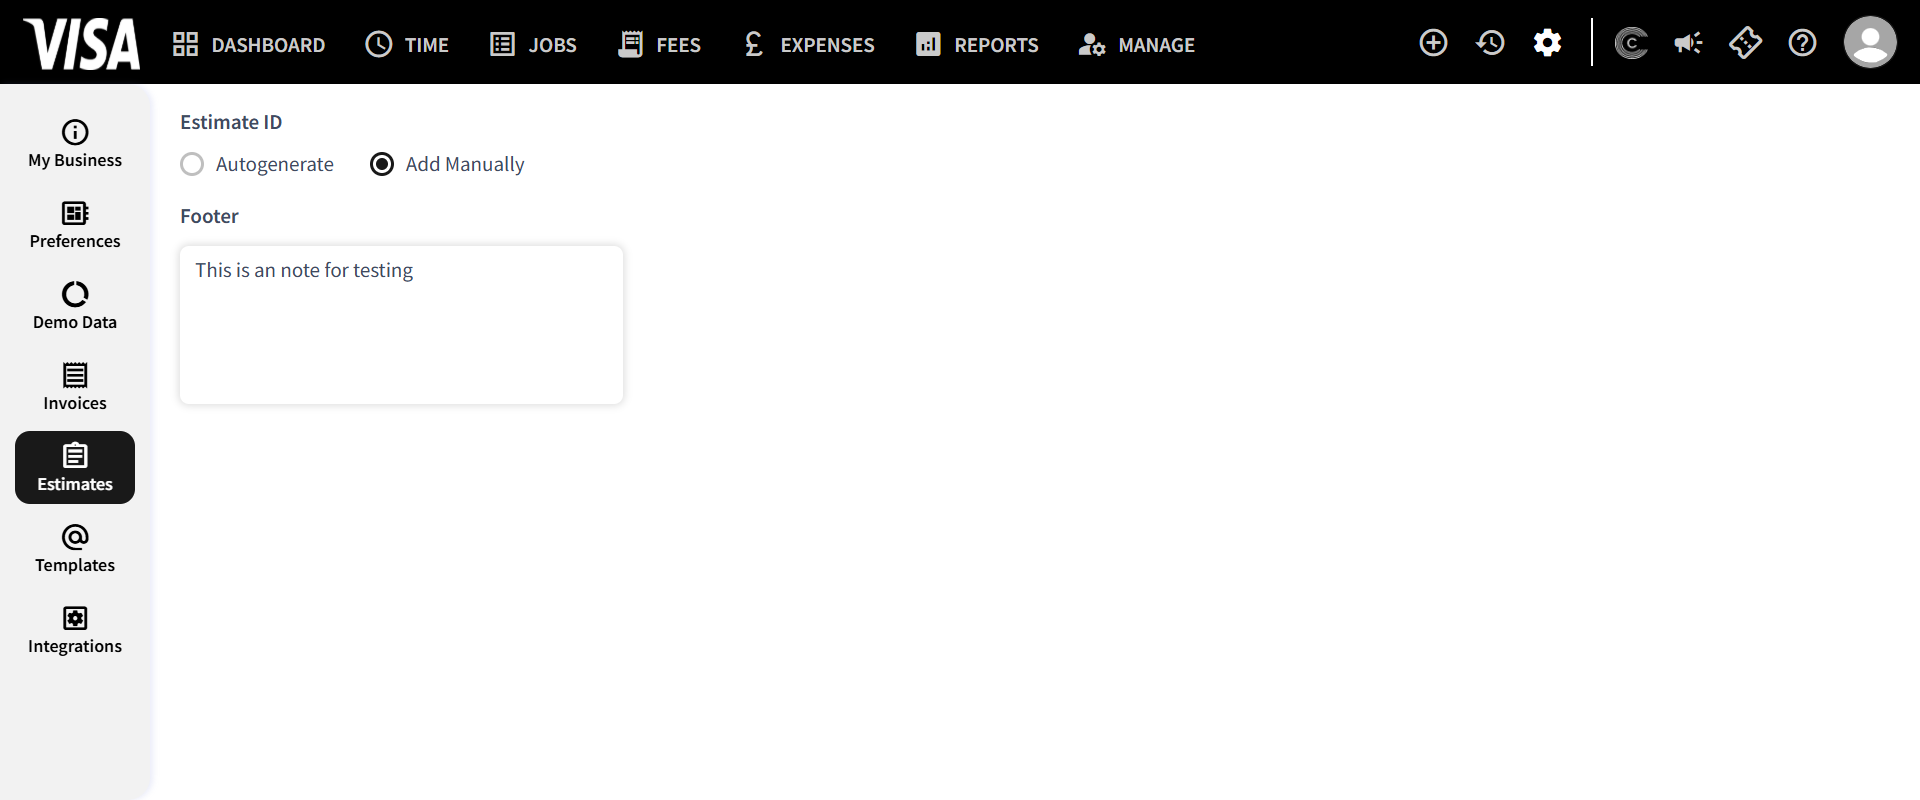 VISA
DASHBOARD TIME JOBS FEES EXPENSES REPORTS MANAGE
My Business
Preferences
Demo Data
Invoices
Estimates
Templates
Integrations
Estimate ID
Autogenerate Add Manually
Footer
This is an note for testing